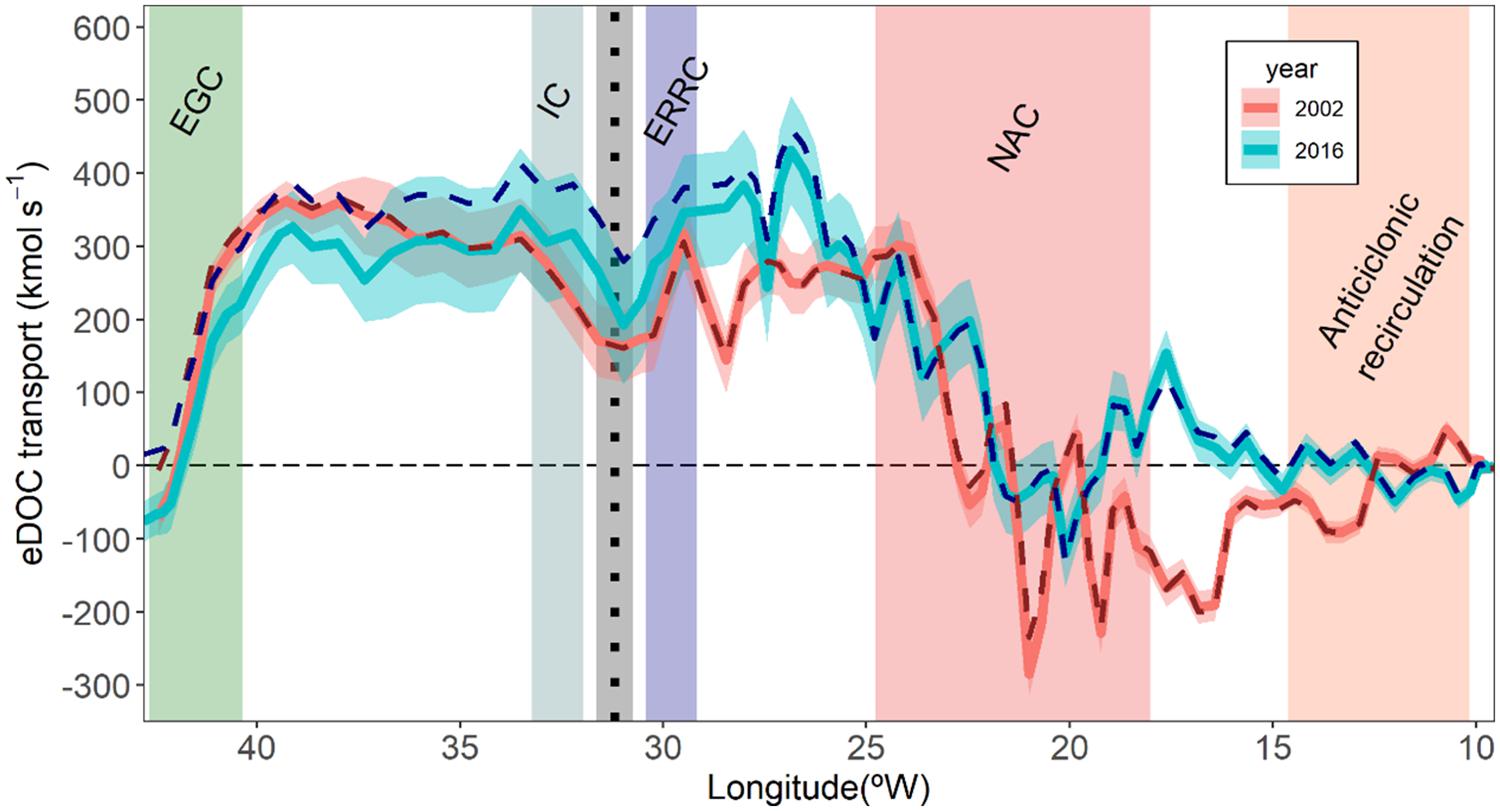 600
500
400
300
200
100
0
-100
-200
-300
eDOC transport (kmol s⁻¹)
EGC
IC
ERRC
NAC
Anticiclonic
recirculation
year
2002
2016
40
35
30
25
20
15
10
Longitude(ºW)